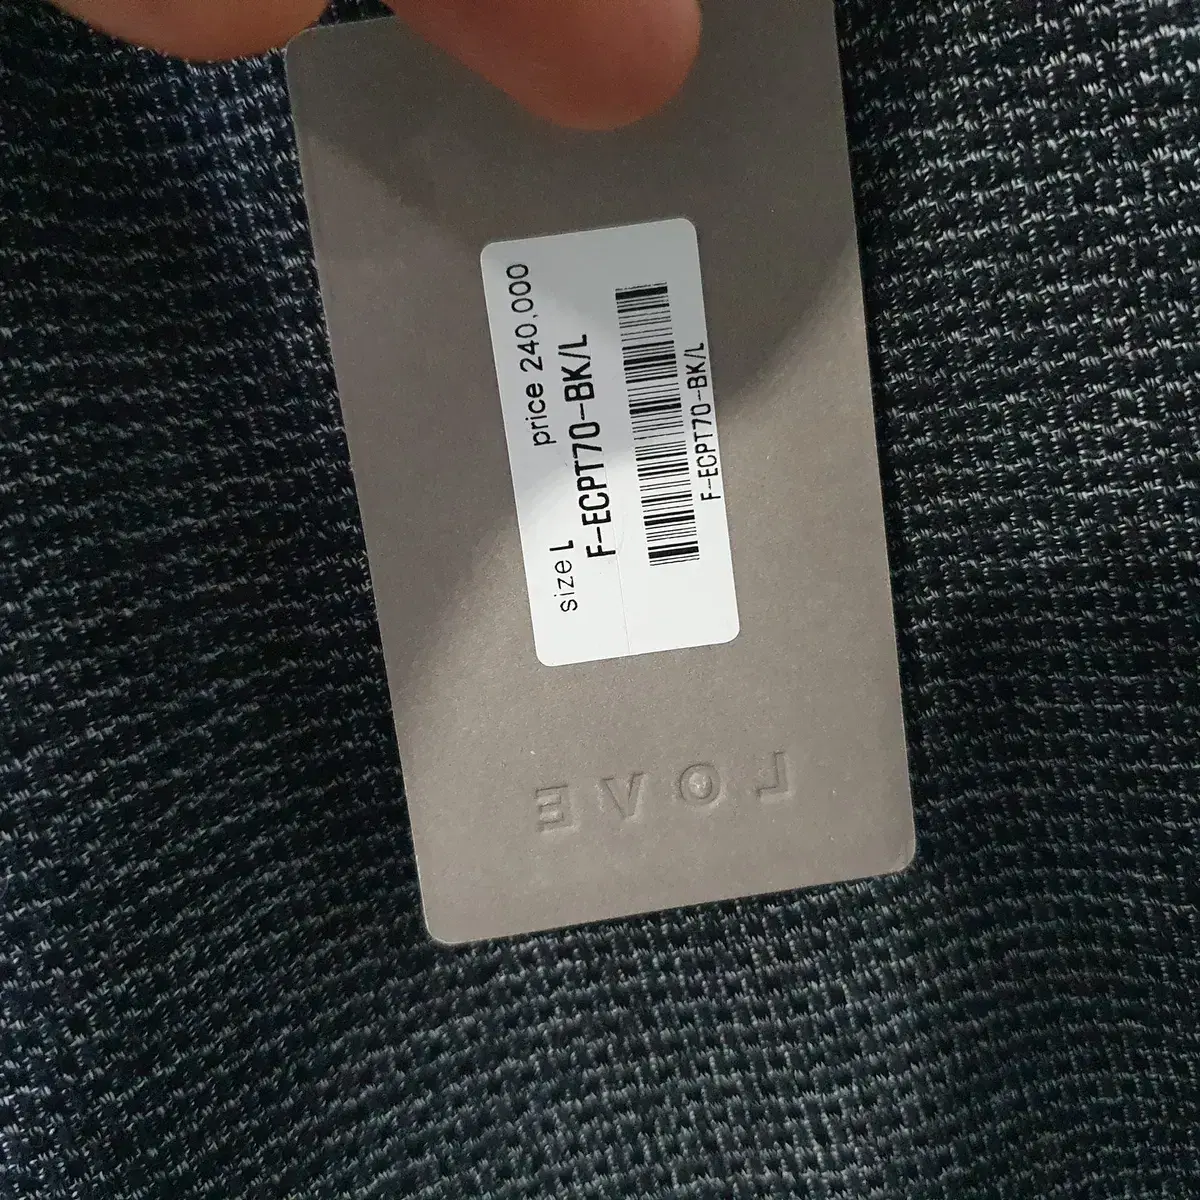 size L price 240,000
F-ECPT70-BK/L
F-ECPT70-BK/L
LOVE